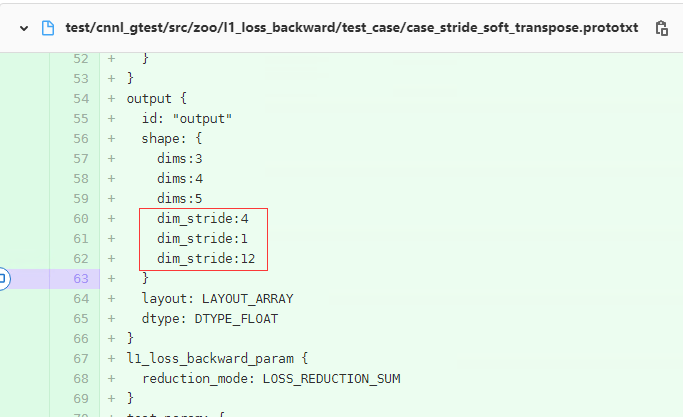 test/cnnl_gtest/src/zoo/l1_loss_backward/test_case/case_stride_soft_transpose.prototxt
52 + }
53 + }
54 + output {
55 + id: "output"
56 + shape: {
57 + dims:3
58 + dims:4
59 + dims:5
60 + dim_stride:4
61 + dim_stride:1
62 + dim_stride:12
63 + }
64 + layout: LAYOUT_ARRAY
65 + dtype: DTYPE_FLOAT
66 + }
67 + l1_loss_backward_param {
68 + reduction_mode: LOSS_REDUCTION_SUM
69 + }
70 + test_param: {